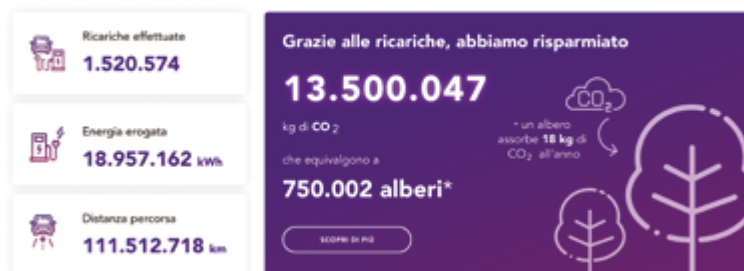 Ricariche effettuate
1.520.574
Energia erogata
18.957.162 kWh
Distanza percorsa
111.512.718 km
Grazie alle ricariche, abbiamo risparmiato
13.500.047
kg di CO2
che equivalgono a
750.002 alberi*
SCOPRI DI PIÙ
CO2
* un albero
assorbe 18 kg di
CO2 all'anno